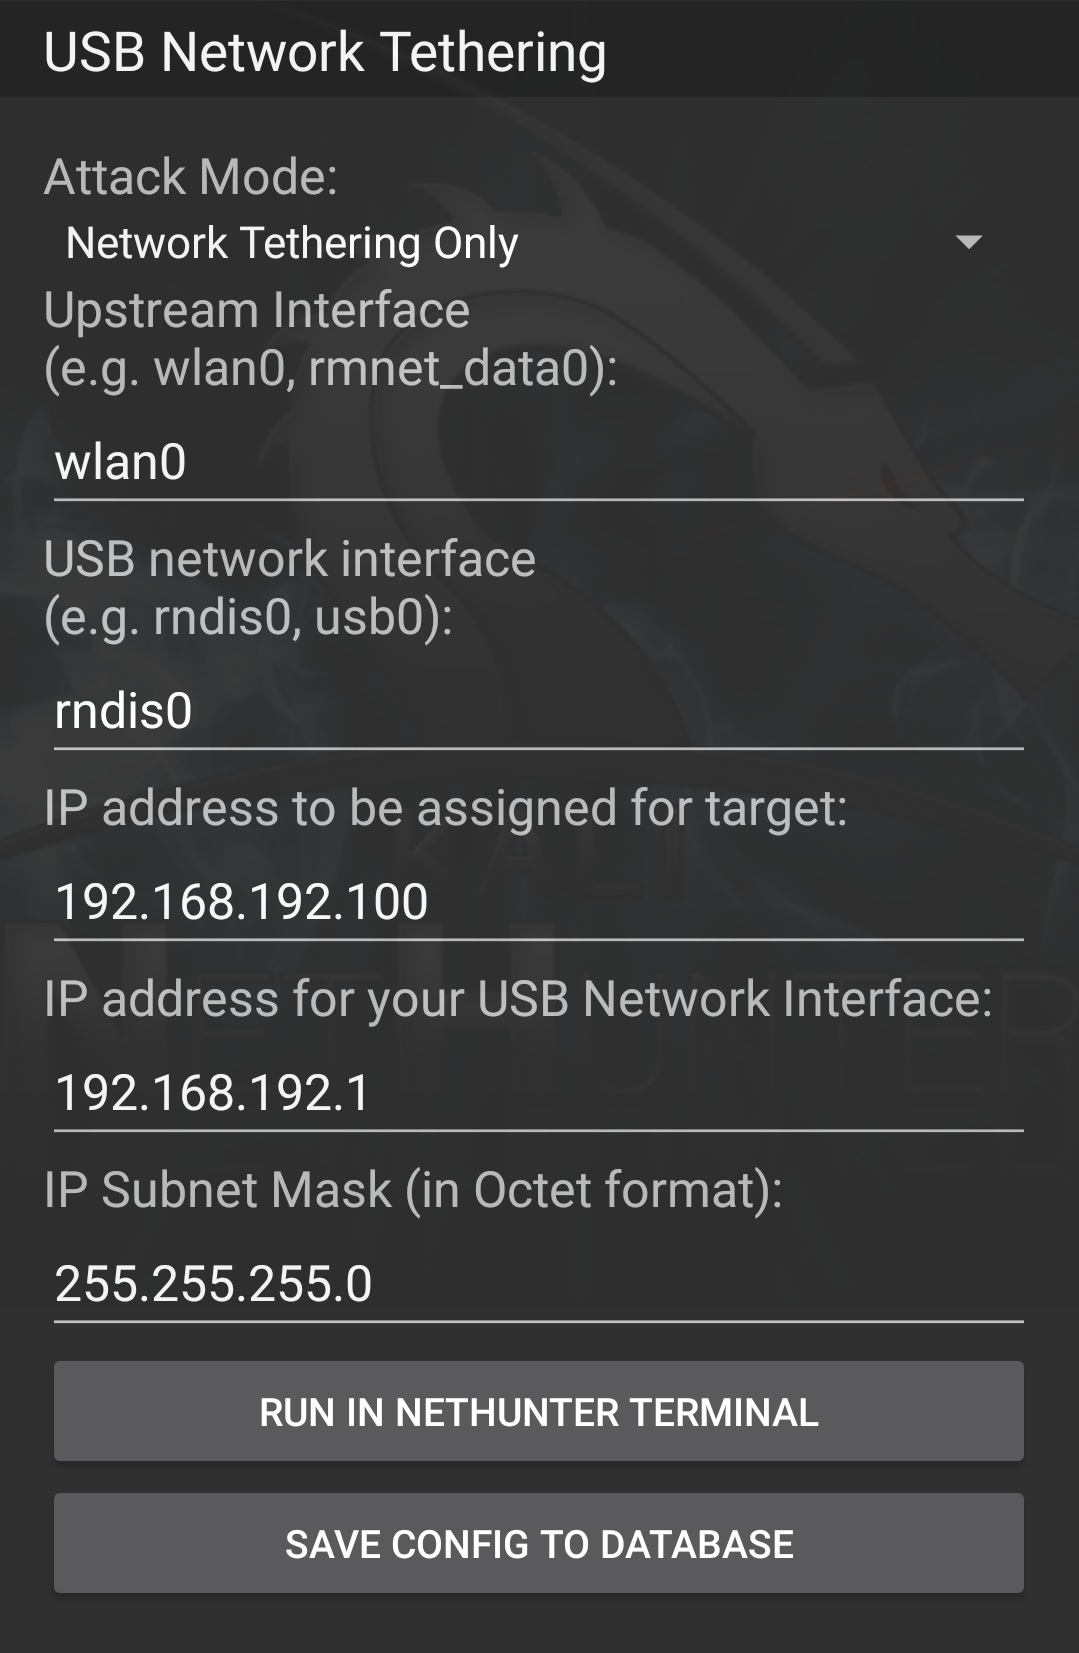 USB Network Tethering
Attack Mode:
Network Tethering Only
Upstream Interface
(e.g. wlan0, rmnet_data0):
wlan0
USB network interface
(e.g. rndis0, usb0):
rndis0
IP address to be assigned for target:
192.168.192.100
KALI
IP address for your USB Network Interface:
NETHUNTER
192.168.192.1
IP Subnet Mask (in Octet format):
255.255.255.0
RUN IN NETHUNTER TERMINAL
SAVE CONFIG TO DATABASE